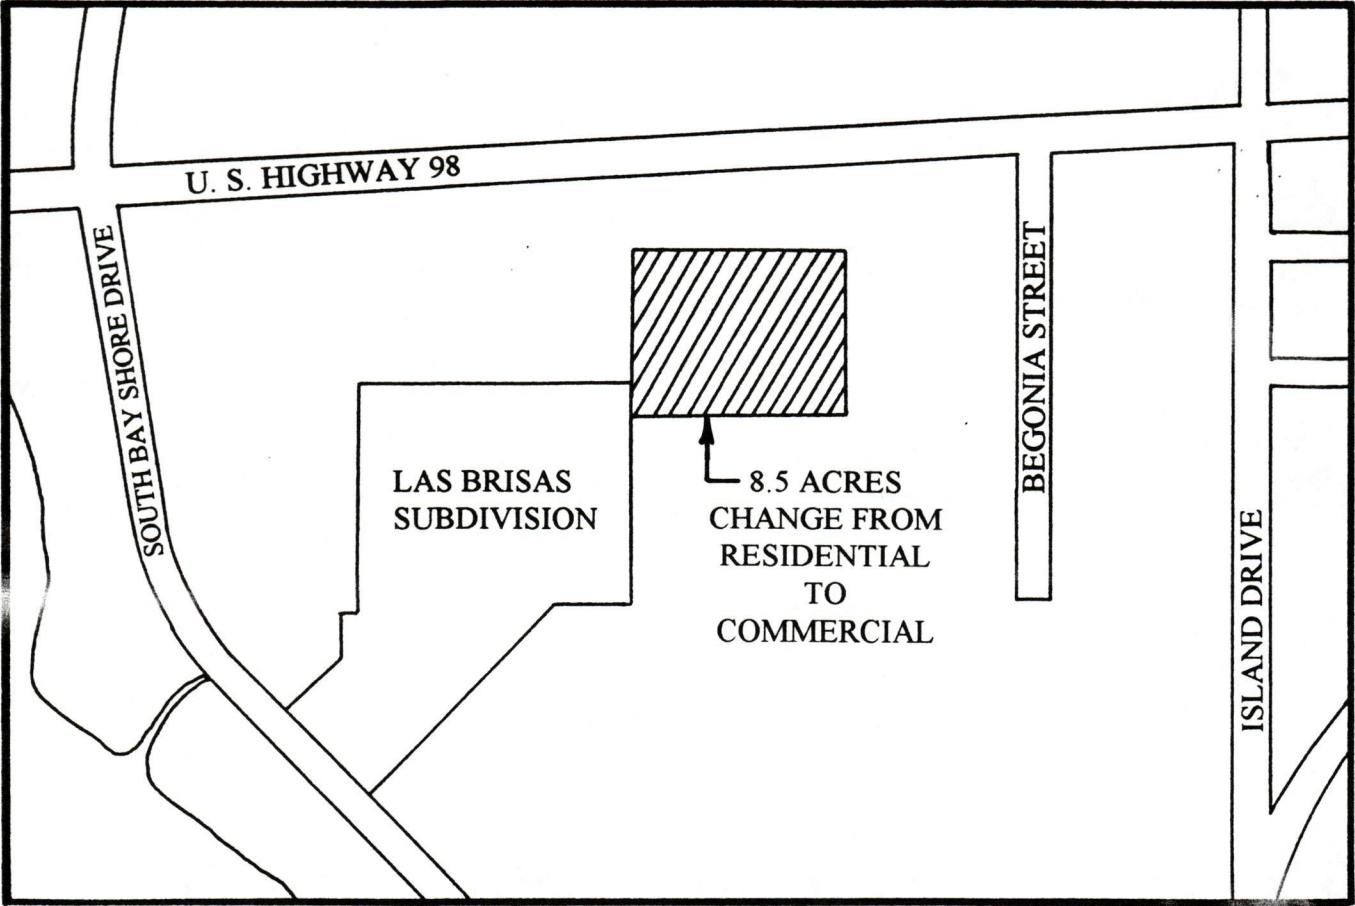 U. S. HIGHWAY 98
SOUTH BAY SHORE DRIVE
BEGONIA STREET
LAS BRISAS
SUBDIVISION
8.5 ACRES
CHANGE FROM
RESIDENTIAL
TO
COMMERCIAL
ISLAND DRIVE